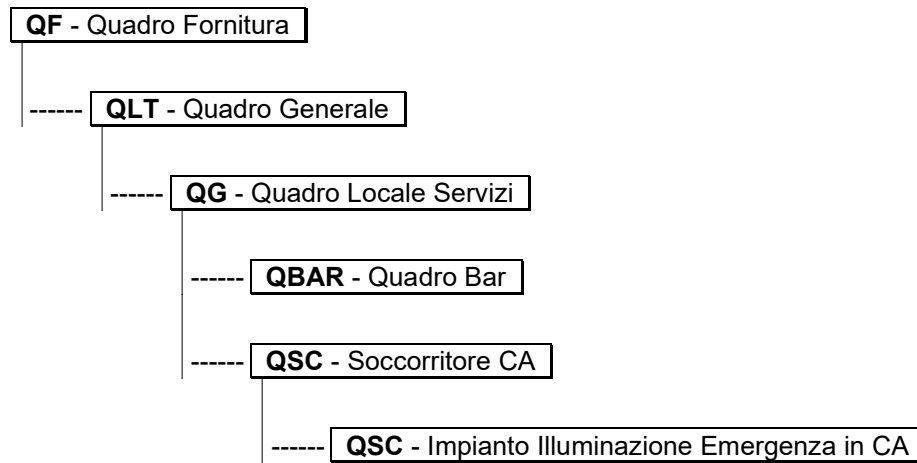 QF - Quadro Fornitura
QLT - Quadro Generale
QG - Quadro Locale Servizi
QBAR - Quadro Bar
QSC - Soccorritore CA
QSC - Impianto Illuminazione Emergenza in CA